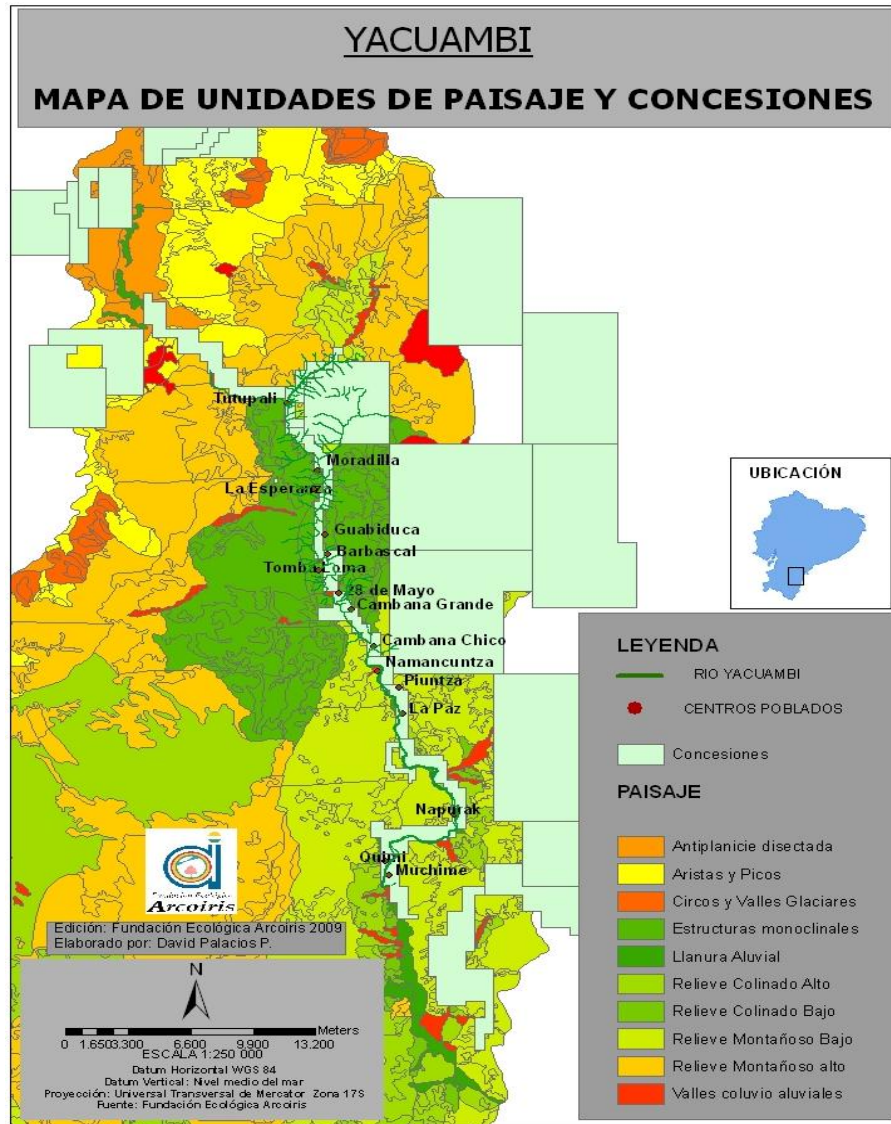 YACUAMBI
MAPA DE UNIDADES DE PAISAJE Y CONCESIONES
Tutupali
Moradilla
La Esperanza
Guabiduca
Barbascal
Tomba Loma
28 de Mayo
Cambana Grande
Cambana Chico
Namancuntza
Piuntza
La Paz
Napurak
Quimi
Muchime
UBICACIÓN
LEYENDA
RIO YACUAMBI
CENTROS POBLADOS
Concesiones
PAISAJE
Antiplanicie disectada
Aristas y Picos
Circos y Valles Glaciares
Estructuras monoclinales
Llanura Aluvial
Relieve Colinado Alto
Relieve Colinado Bajo
Relieve Montañoso Bajo
Relieve Montañoso alto
Valles coluvio aluviales
Fundación Ecológica
Arcoiris
Edición: Fundación Ecológica Arcoiris 2009
Elaborado por: David Palacios P.
N
Meters
0 1.650 3.300 6.600 9.900 13.200
ESCALA 1:250 000
Datum Horizontal WGS 84
Datum Vertical: Nivel medio del mar
Proyección: Universal Transversal de Mercator Zona 17S
Fuente: Fundación Ecológica Arcoiris